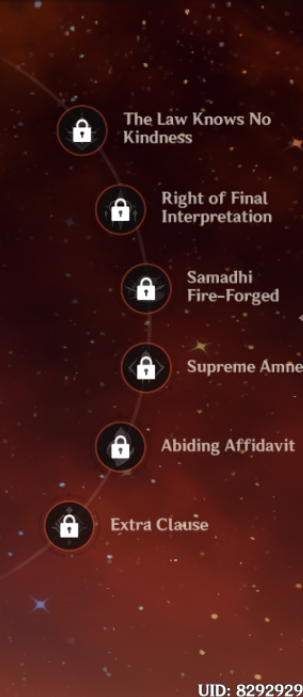 The Law Knows No
Kindness
Right of Final
Interpretation
Samadhi
Fire-Forged
Supreme Amne
Abiding Affidavit
Extra Clause
UID: 8292929